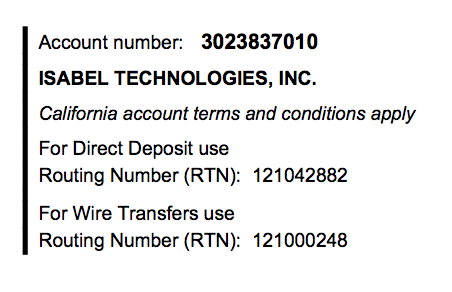 Account number: 3023837010
ISABEL TECHNOLOGIES, INC.
California account terms and conditions apply
For Direct Deposit use
Routing Number (RTN): 121042882
For Wire Transfers use
Routing Number (RTN): 121000248